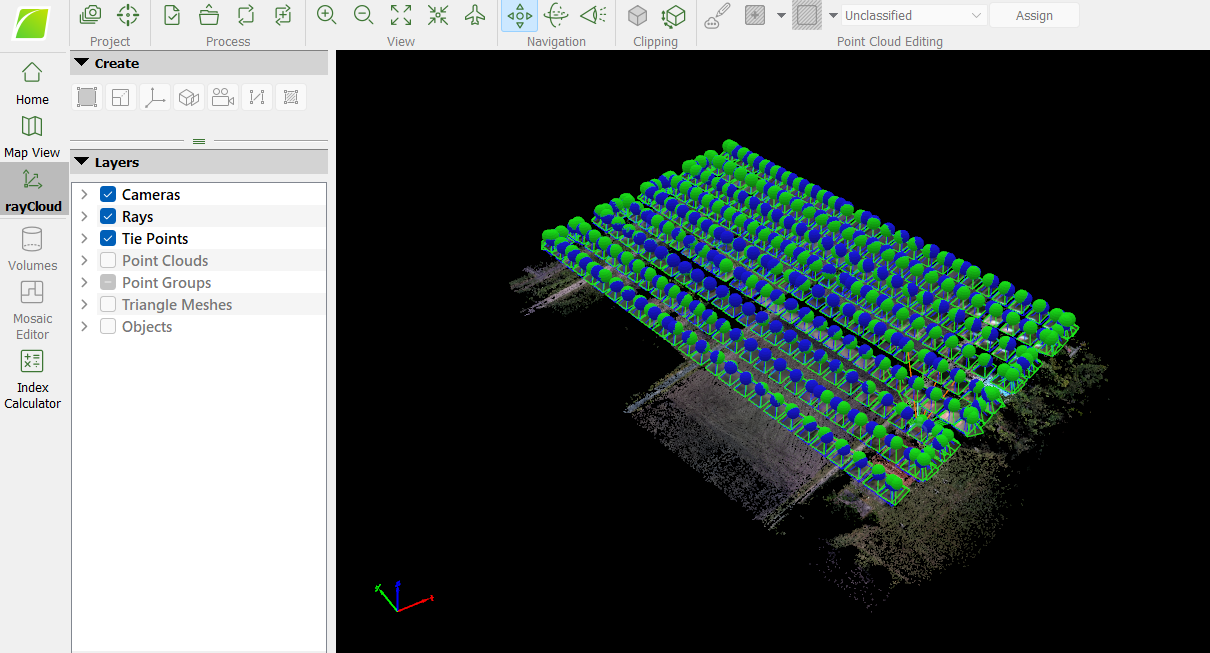 Project
Process
View
Navigation
Clipping
Unclassified
Assign
Point Cloud Editing
Home
Map View
rayCloud
Volumes
Mosaic
Editor
Index
Calculator
Create
Layers
Cameras
Rays
Tie Points
Point Clouds
Point Groups
Triangle Meshes
Objects